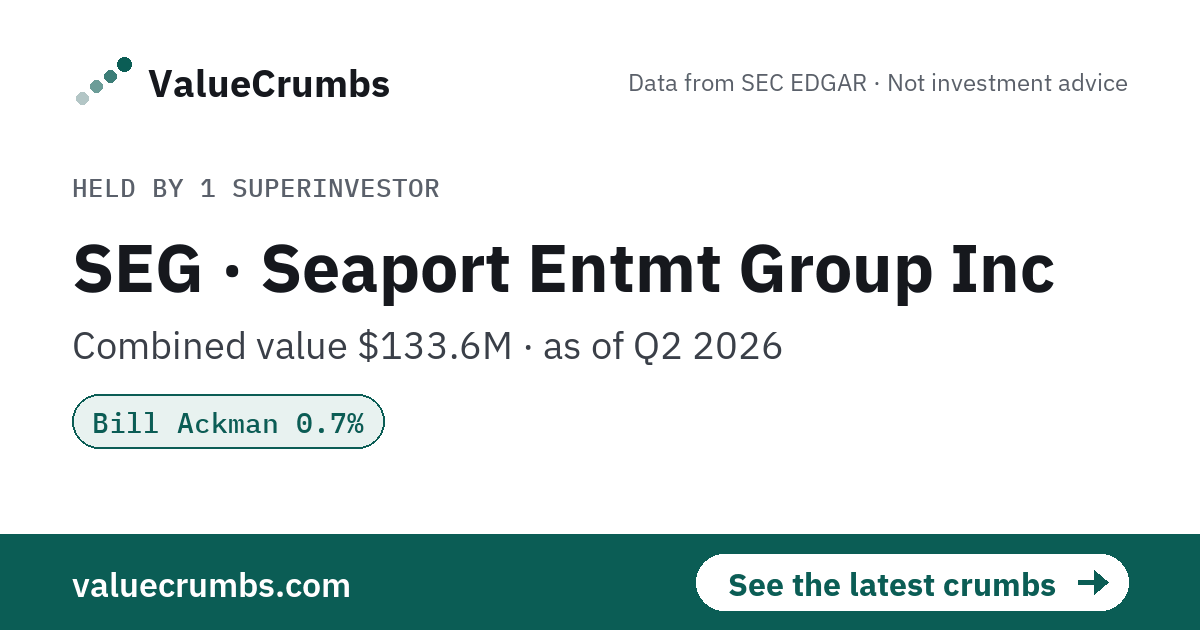 ValueCrumbs
Data from SEC EDGAR · Not investment advice
HELD BY 1 SUPERINVESTOR
SEG · Seaport Entmt Group Inc
Combined value $133.6M · as of Q2 2026
Bill Ackman 0.7%
valuecrumbs.com
See the latest crumbs